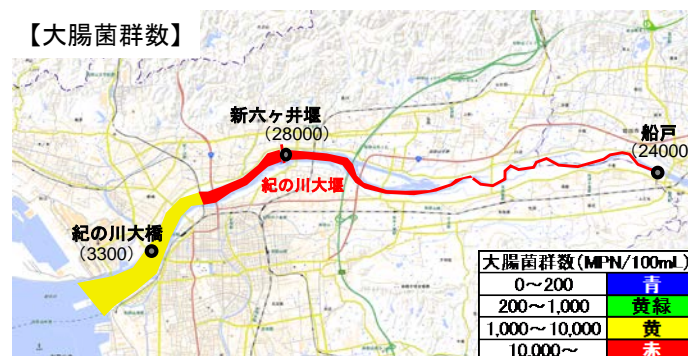 【大腸菌群数】
新六ヶ井堰
(28000)
船戸
(24000)
紀の川大堰
紀の川大橋
(3300)
大腸菌群数(MPN/100mL)
0～200 青
200～1,000 黄緑
1,000～10,000 黄
10,000～ 赤